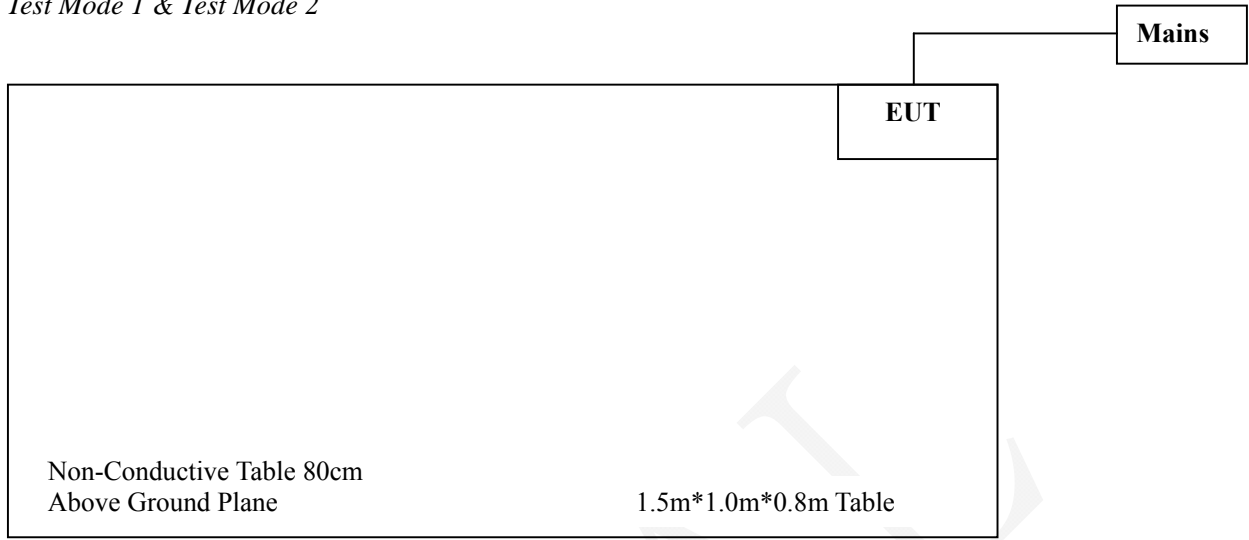 Test Mode 1 & Test Mode 2
Mains
EUT
Non-Conductive Table 80cm
Above Ground Plane
1.5m*1.0m*0.8m Table